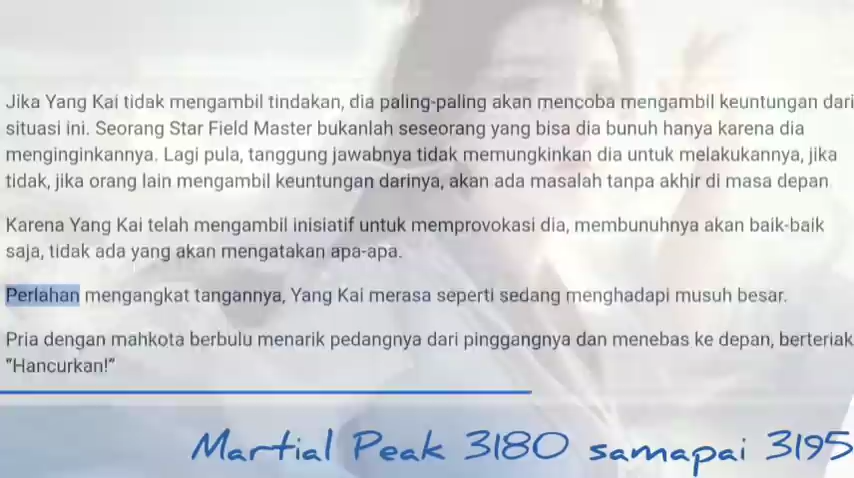 Jika Yang Kai tidak mengambil tindakan, dia paling-paling akan mencoba mengambil keuntungan dari
situasi ini. Seorang Star Field Master bukanlah seseorang yang bisa dia bunuh hanya karena dia
menginginkannya. Lagi pula, tanggung jawabnya tidak memungkinkan dia untuk melakukannya, jika
tidak, jika orang lain mengambil keuntungan darinya, akan ada masalah tanpa akhir di masa depan
Karena Yang Kai telah mengambil inisiatif untuk memprovokasi dia, membunuhnya akan baik-baik
saja, tidak ada yang akan mengatakan apa-apa.
Perlahan mengangkat tangannya, Yang Kai merasa seperti sedang menghadapi musuh besar.
Pria dengan mahkota berbulu menarik pedangnya dari pinggangnya dan menebas ke depan, berteriak
"Hancurkan!"
Martial Peak 3180 samapai 3195